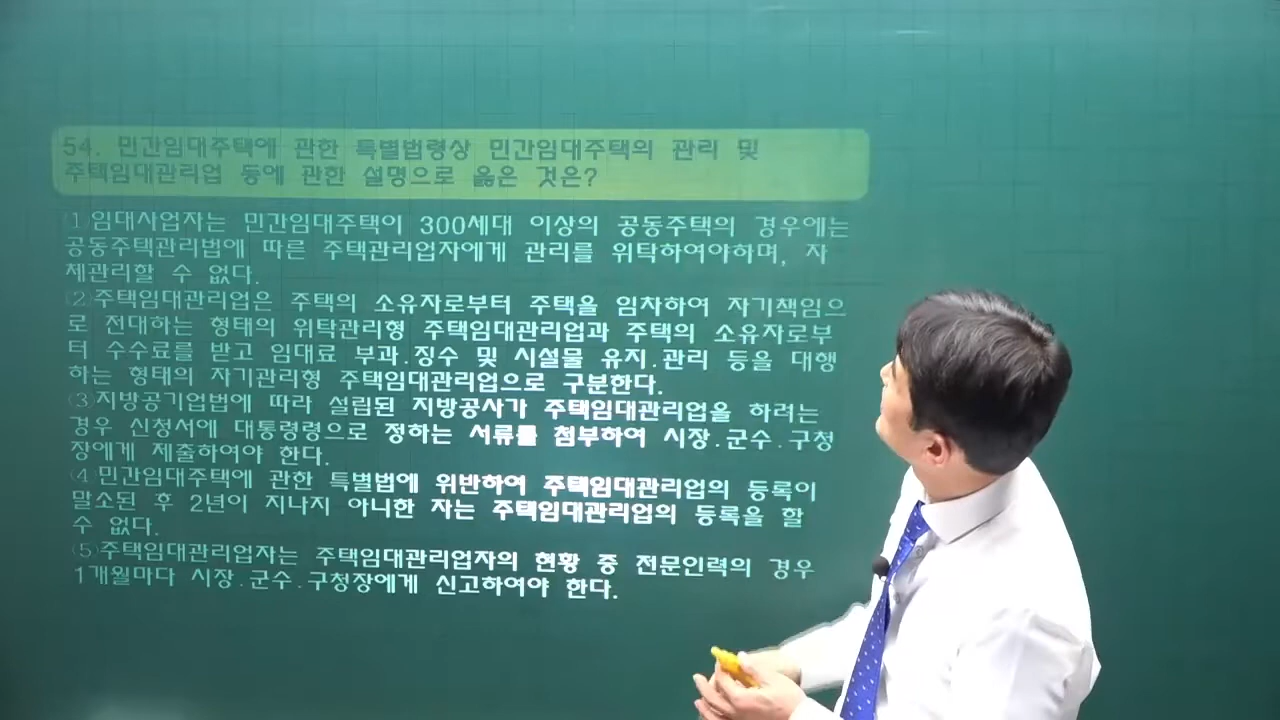 54. 민간임대주택에 관한 특별법령상 민간임대주택의 관리 및
주택임대관리업 등에 관한 설명으로 옳은 것은?
(1)임대사업자는 민간임대주택이 300세대 이상의 공동주택의 경우에는
공동주택관리법에 따른 주택관리업자에게 관리를 위탁하여야하며, 자
체관리할 수 없다.
(2)주택임대관리업은 주택의 소유자로부터 주택을 임차하여 자기책임으
로 전대하는 형태의 위탁관리형 주택임대관리업과 주택의 소유자로부
터 수수료를 받고 임대료 부과.징수 및 시설물 유지.관리 등을 대행
하는 형태의 자기관리형 주택임대관리업으로 구분한다.
(3)지방공기업법에 따라 설립된 지방공사가 주택임대관리업을 하려는
경우 신청서에 대통령령으로 정하는 서류를 첨부하여 시장.군수.구청
장에게 제출하여야 한다.
(4)민간임대주택에 관한 특별법에 위반하여 주택임대관리업의 등록이
말소된 후 2년이 지나지 아니한 자는 주택임대관리업의 등록을 할
수 없다.
(5)주택임대관리업자는 주택임대관리업자의 현황 중 전문인력의 경우
1개월마다 시장.군수.구청장에게 신고하여야 한다.